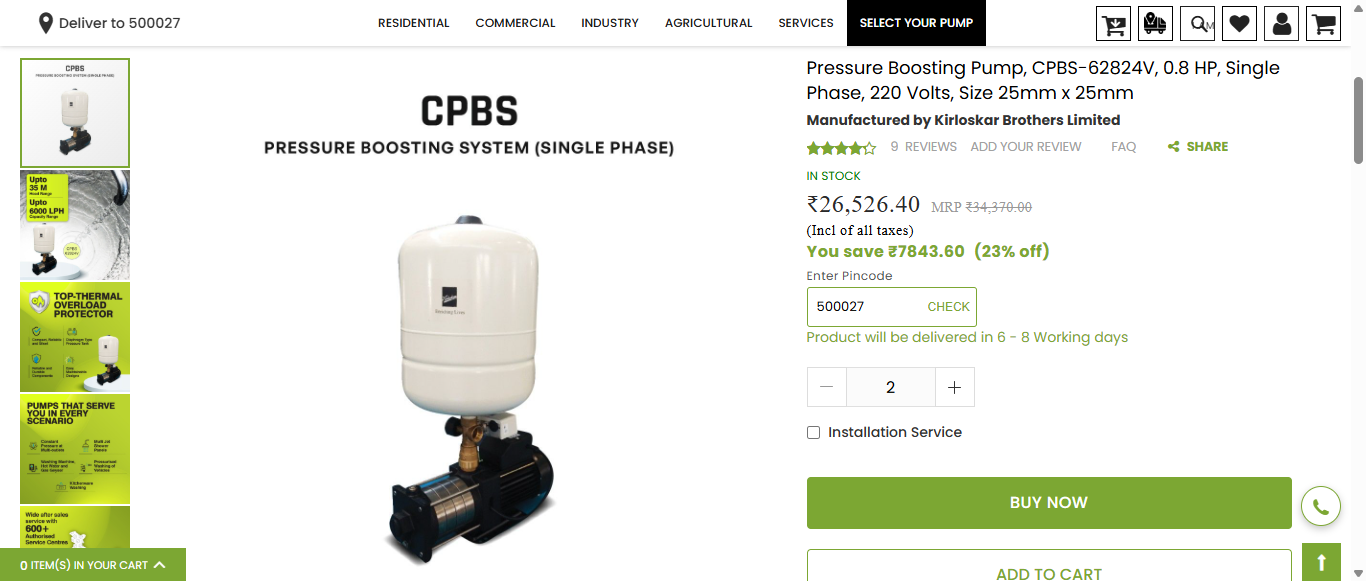 Deliver to 500027
RESIDENTIAL
COMMERCIAL
INDUSTRY
AGRICULTURAL
SERVICES
SELECT YOUR PUMP
CPBS
PRESSURE BOOSTING SYSTEM (SINGLE PHASE)
Upto
35 M
Head Range
Upto
6000 LPH
Capacity Range
CPBS
62824V
TOP-THERMAL
OVERLOAD
PROTECTOR
PUMPS THAT SERVE
YOU IN EVERY
SCENARIO
Wide after sales
service with
600+
Authorised
Service Centres
0 ITEM(S) IN YOUR CART
CPBS
PRESSURE BOOSTING SYSTEM (SINGLE PHASE)
Pressure Boosting Pump, CPBS-62824V, 0.8 HP, Single
Phase, 220 Volts, Size 25mm x 25mm
Manufactured by Kirloskar Brothers Limited
9 REVIEWS ADD YOUR REVIEW FAQ SHARE
IN STOCK
₹26,526.40 MRP ₹34,370.00
(Incl of all taxes)
You save ₹7843.60 (23% off)
Enter Pincode
500027 CHECK
Product will be delivered in 6 - 8 Working days
2
Installation Service
BUY NOW
ADD TO CART